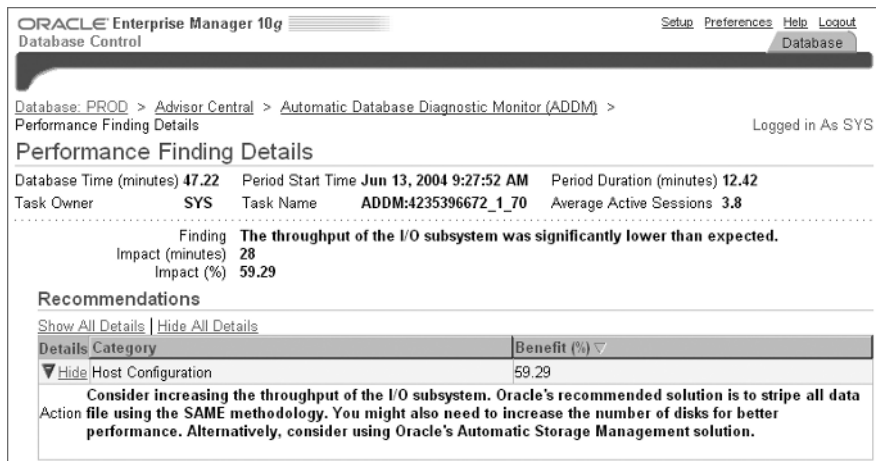 ORACLE Enterprise Manager 10g
Database Control
Setup Preferences Help Logout
Database
Database: PROD > Advisor Central > Automatic Database Diagnostic Monitor (ADDM) >
Performance Finding Details
Logged in As SYS
Performance Finding Details
Database Time (minutes) 47.22 Period Start Time Jun 13, 2004 9:27:52 AM Period Duration (minutes) 12.42
Task Owner SYS Task Name ADDM:4235396672_1_70 Average Active Sessions 3.8
Finding The throughput of the I/O subsystem was significantly lower than expected.
Impact (minutes) 28
Impact (%) 59.29
Recommendations
Show All Details | Hide All Details
Details Category Benefit (%)
Hide Host Configuration 59.29
Consider increasing the throughput of the I/O subsystem. Oracle's recommended solution is to stripe all data
Action file using the SAME methodology. You might also need to increase the number of disks for better
performance. Alternatively, consider using Oracle's Automatic Storage Management solution.